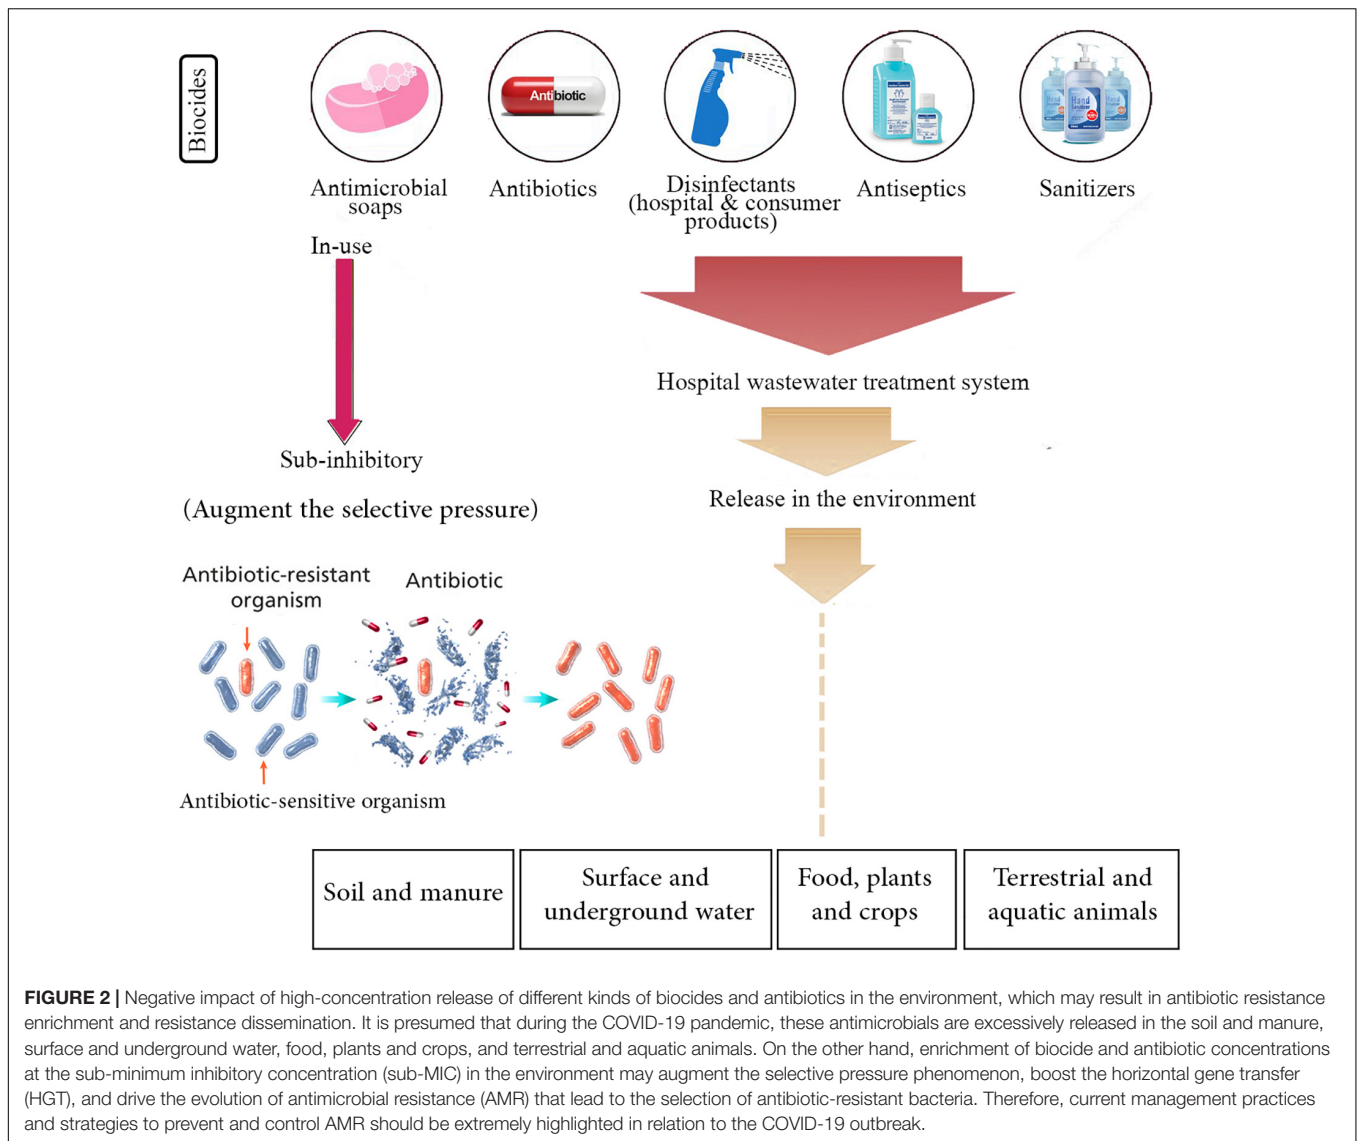 Biocides
Antibiotic
Hand
Sanitizer
Antimicrobial
soaps
Antibiotics
Disinfectants
(hospital & consumer
products)
Antiseptics
Sanitizers
In-use
Hospital wastewater treatment system
Sub-inhibitory
(Augment the selective pressure)
Release in the environment
Antibiotic-resistant
organism
Antibiotic
Antibiotic-sensitive organism
Soil and manure
Surface and
underground water
Food, plants
and crops
Terrestrial and
aquatic animals
FIGURE 2 | Negative impact of high-concentration release of different kinds of biocides and antibiotics in the environment, which may result in antibiotic resistance
enrichment and resistance dissemination. It is presumed that during the COVID-19 pandemic, these antimicrobials are excessively released in the soil and manure,
surface and underground water, food, plants and crops, and terrestrial and aquatic animals. On the other hand, enrichment of biocide and antibiotic concentrations
at the sub-minimum inhibitory concentration (sub-MIC) in the environment may augment the selective pressure phenomenon, boost the horizontal gene transfer
(HGT), and drive the evolution of antimicrobial resistance (AMR) that lead to the selection of antibiotic-resistant bacteria. Therefore, current management practices
and strategies to prevent and control AMR should be extremely highlighted in relation to the COVID-19 outbreak.